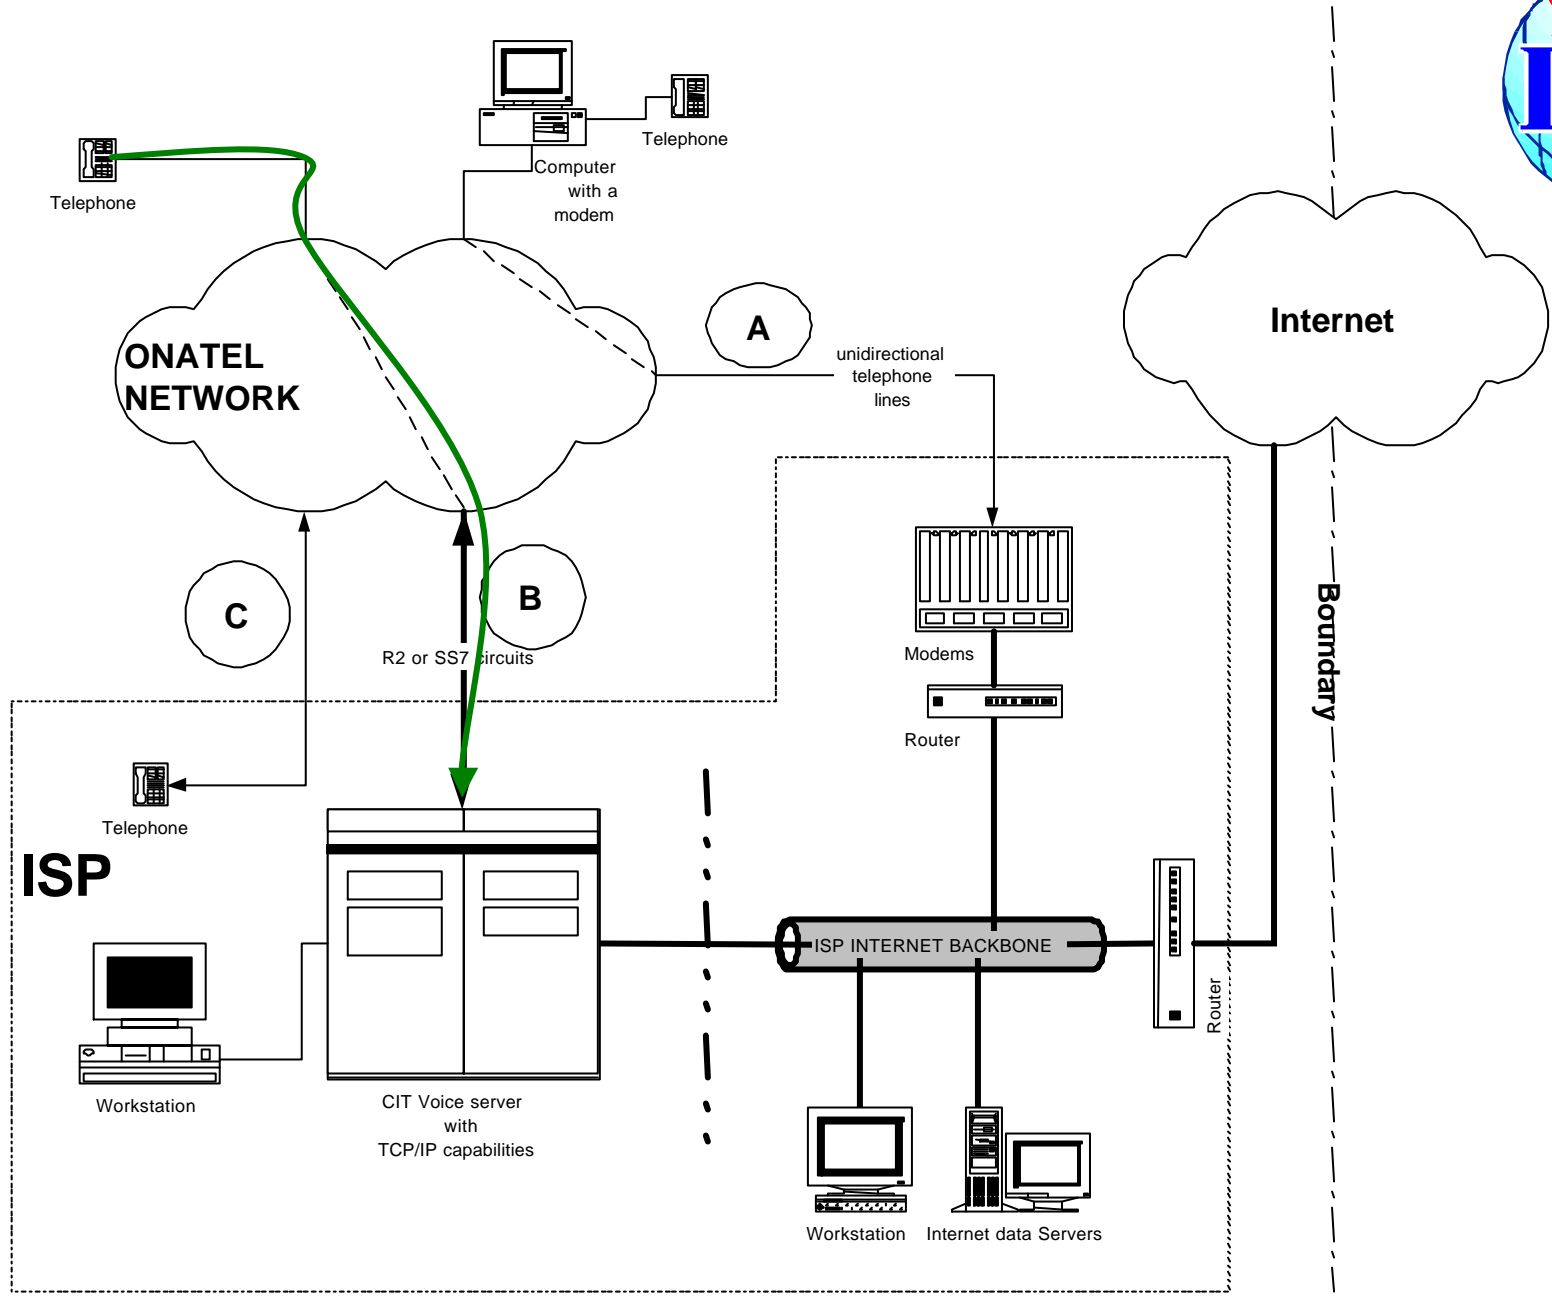 Telephone
Computer
with a
modem
Telephone
ONATEL
NETWORK
A
unidirectional
telephone
lines
Internet
C
B
R2 or SS7 circuits
Modems
Router
Boundary
Telephone
ISP
ISP INTERNET BACKBONE
Router
Workstation
CIT Voice server
with
TCP/IP capabilities
Workstation
Internet data Servers